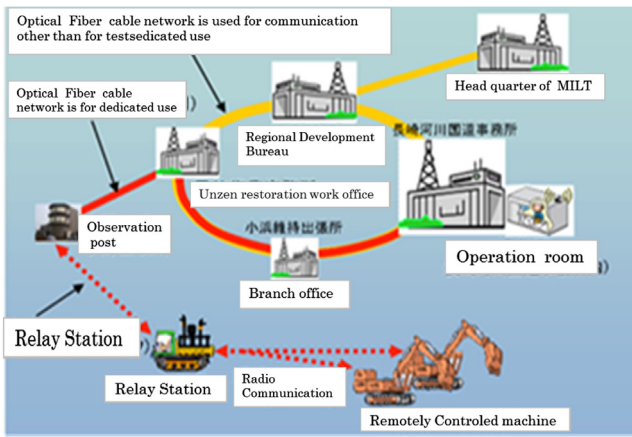 Optical Fiber cable network is used for communication
other than for testsedicated use
Optical Fiber cable
network is for dedicated use
Head quarter of MILT
長崎河川国道事務所
Regional Development
Bureau
Unzen restoration work office
Observation
post
小浜維持出張所
Operation room
Branch office
Relay Station
Relay Station
Radio
Communication
Remotely Controled machine